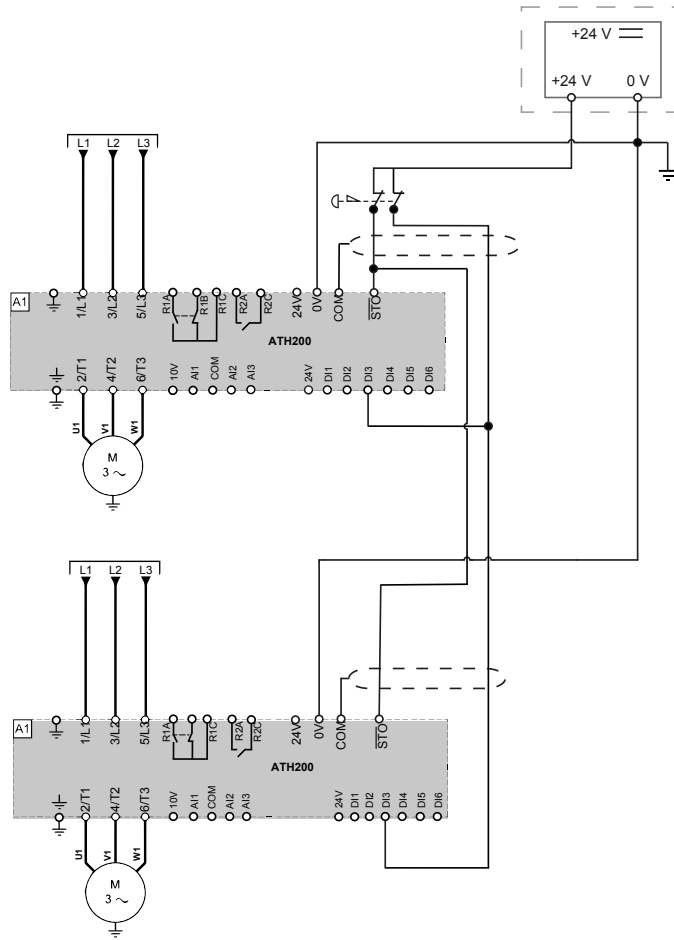 +24 V
+24 V 0 V
L1 L2 L3
A1
1/L1 3/L2 5/L3 R1A R1B R1C R2A R2C 24V 0V COM STO
ATH200
2/T1 4/T2 6/T3 10V AI1 COM AI2 AI3 24V DI1 DI2 DI3 DI4 DI5 DI6
U1 V1 W1
M
3
L1 L2 L3
A1
1/L1 3/L2 5/L3 R1A R1C R2A R2C 24V 0V COM STO
ATH200
2/T1 4/T2 6/T3 10V AI1 COM AI2 AI3 24V DI1 DI2 DI3 DI4 DI5 DI6
U1 V1 W1
M
3